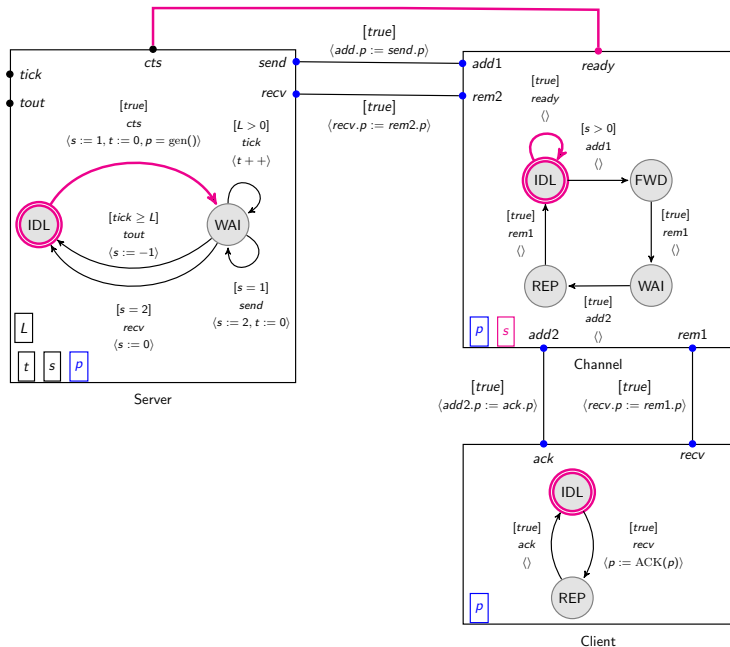 [true]
⟨add.p := send.p⟩
cts
send
recv
tick
tout
add1
rem2
ready
[true]
⟨recv.p := rem2.p⟩
[true]
cts
⟨s := 1, t := 0, p = gen()⟩
[L > 0]
tick
⟨t ++⟩
IDL
WAI
[tick ≥ L]
tout
⟨s := −1⟩
[s = 2]
recv
⟨s := 0⟩
[s = 1]
send
⟨s := 2, t := 0⟩
L
t s p
Server
[true]
ready
⟨⟩
[s > 0]
add1
⟨⟩
IDL
FWD
[true]
rem1
⟨⟩
[true]
rem1
⟨⟩
REP
WAI
[true]
add2
⟨⟩
p s
add2
rem1
Channel
[true]
⟨add2.p := ack.p⟩
[true]
⟨recv.p := rem1.p⟩
ack
recv
IDL
[true]
ack
⟨⟩
[true]
recv
⟨p := ACK(p)⟩
REP
p
Client